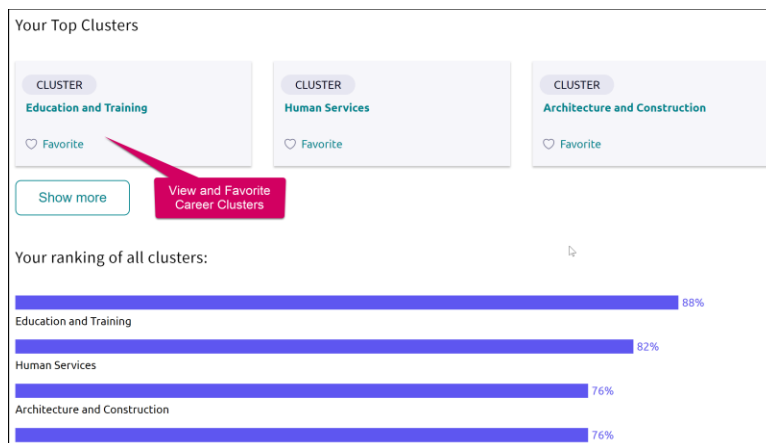 Your Top Clusters
CLUSTER
Education and Training
Favorite
CLUSTER
Human Services
Favorite
CLUSTER
Architecture and Construction
Favorite
Show more
View and Favorite
Career Clusters
Your ranking of all clusters:
88%
Education and Training
82%
Human Services
76%
Architecture and Construction
76%